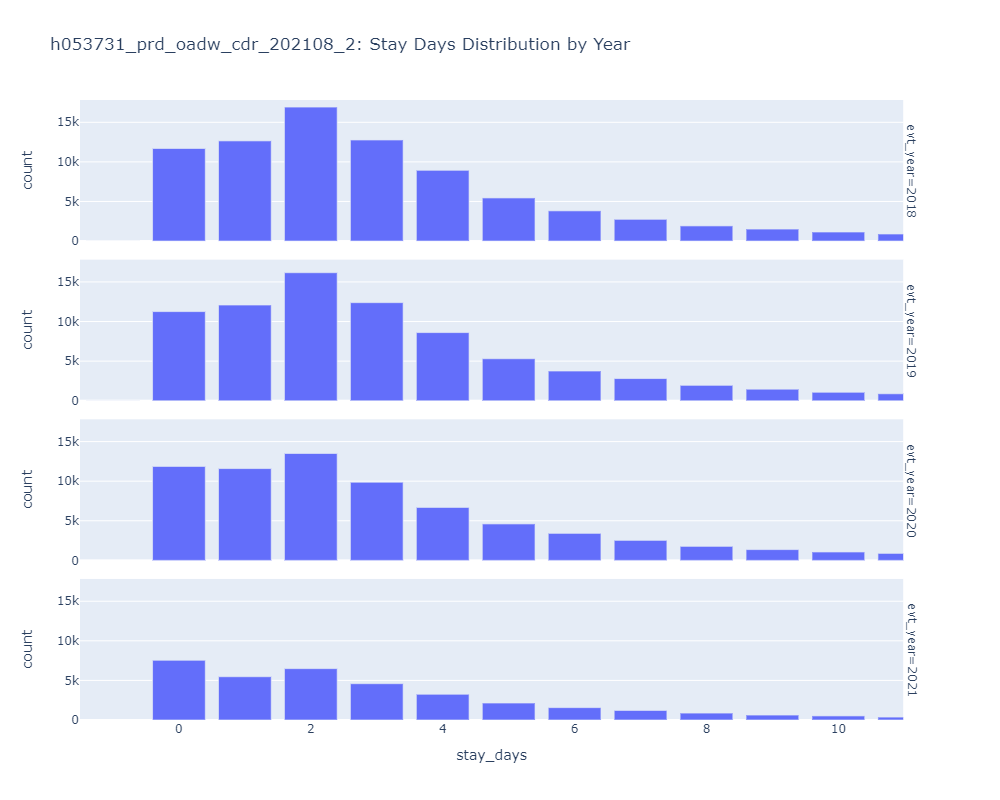 h053731_prd_oadw_cdr_202108_2: Stay Days Distribution by Year
15k
10k
5k
0
count
evt_year=2018
15k
10k
5k
0
count
evt_year=2019
15k
10k
5k
0
count
evt_year=2020
15k
10k
5k
0
count
evt_year=2021
0 2 4 6 8 10
stay_days